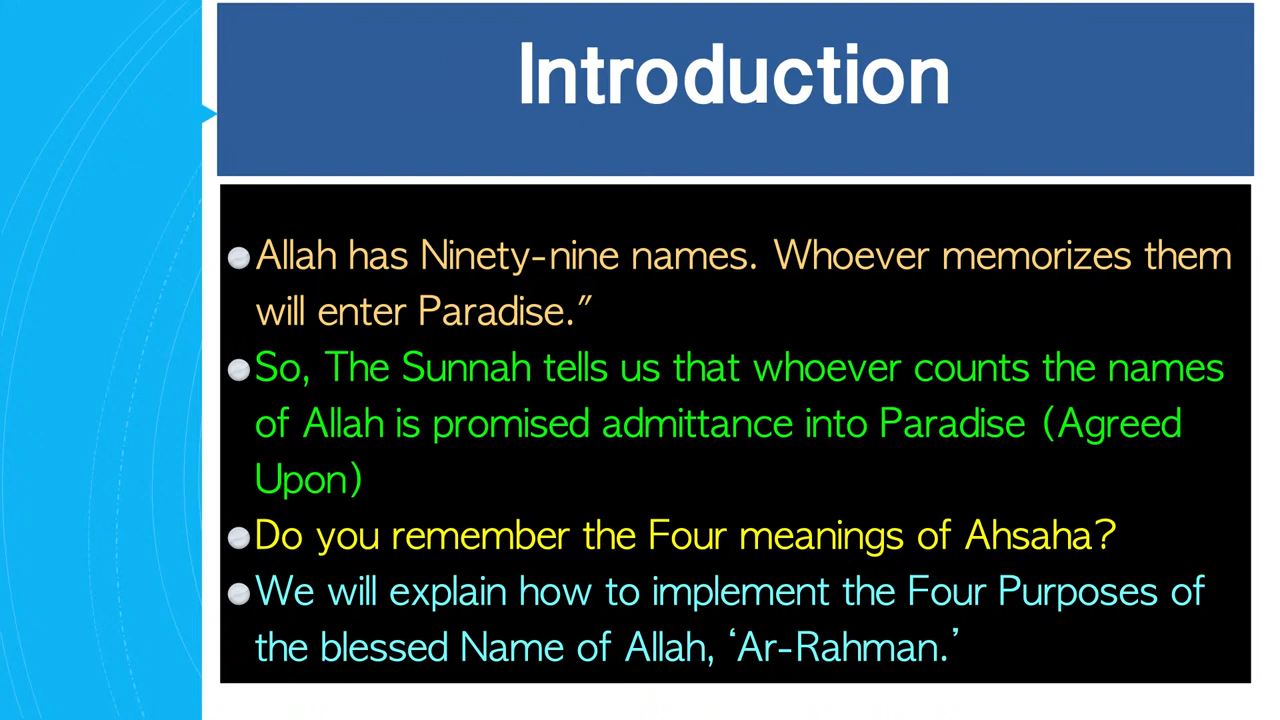 Introduction
Allah has Ninety-nine names. Whoever memorizes them
will enter Paradise.”
So, The Sunnah tells us that whoever counts the names
of Allah is promised admittance into Paradise (Agreed
Upon)
Do you remember the Four meanings of Ahsaha?
We will explain how to implement the Four Purposes of
the blessed Name of Allah, ‘Ar-Rahman.’